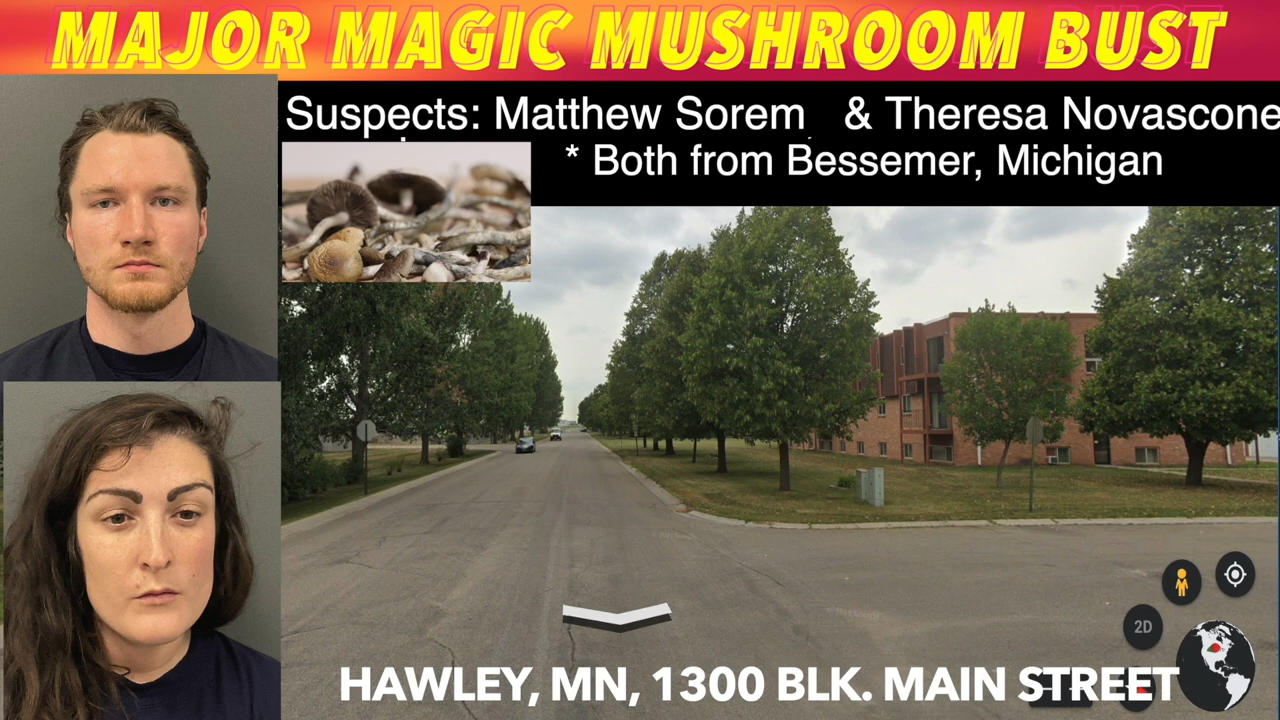 MAJOR MAGIC MUSHROOM BUST
Suspects: Matthew Sorem & Theresa Novascone
* Both from Bessemer, Michigan
2D
HAWLEY, MN, 1300 BLK. MAIN STREET